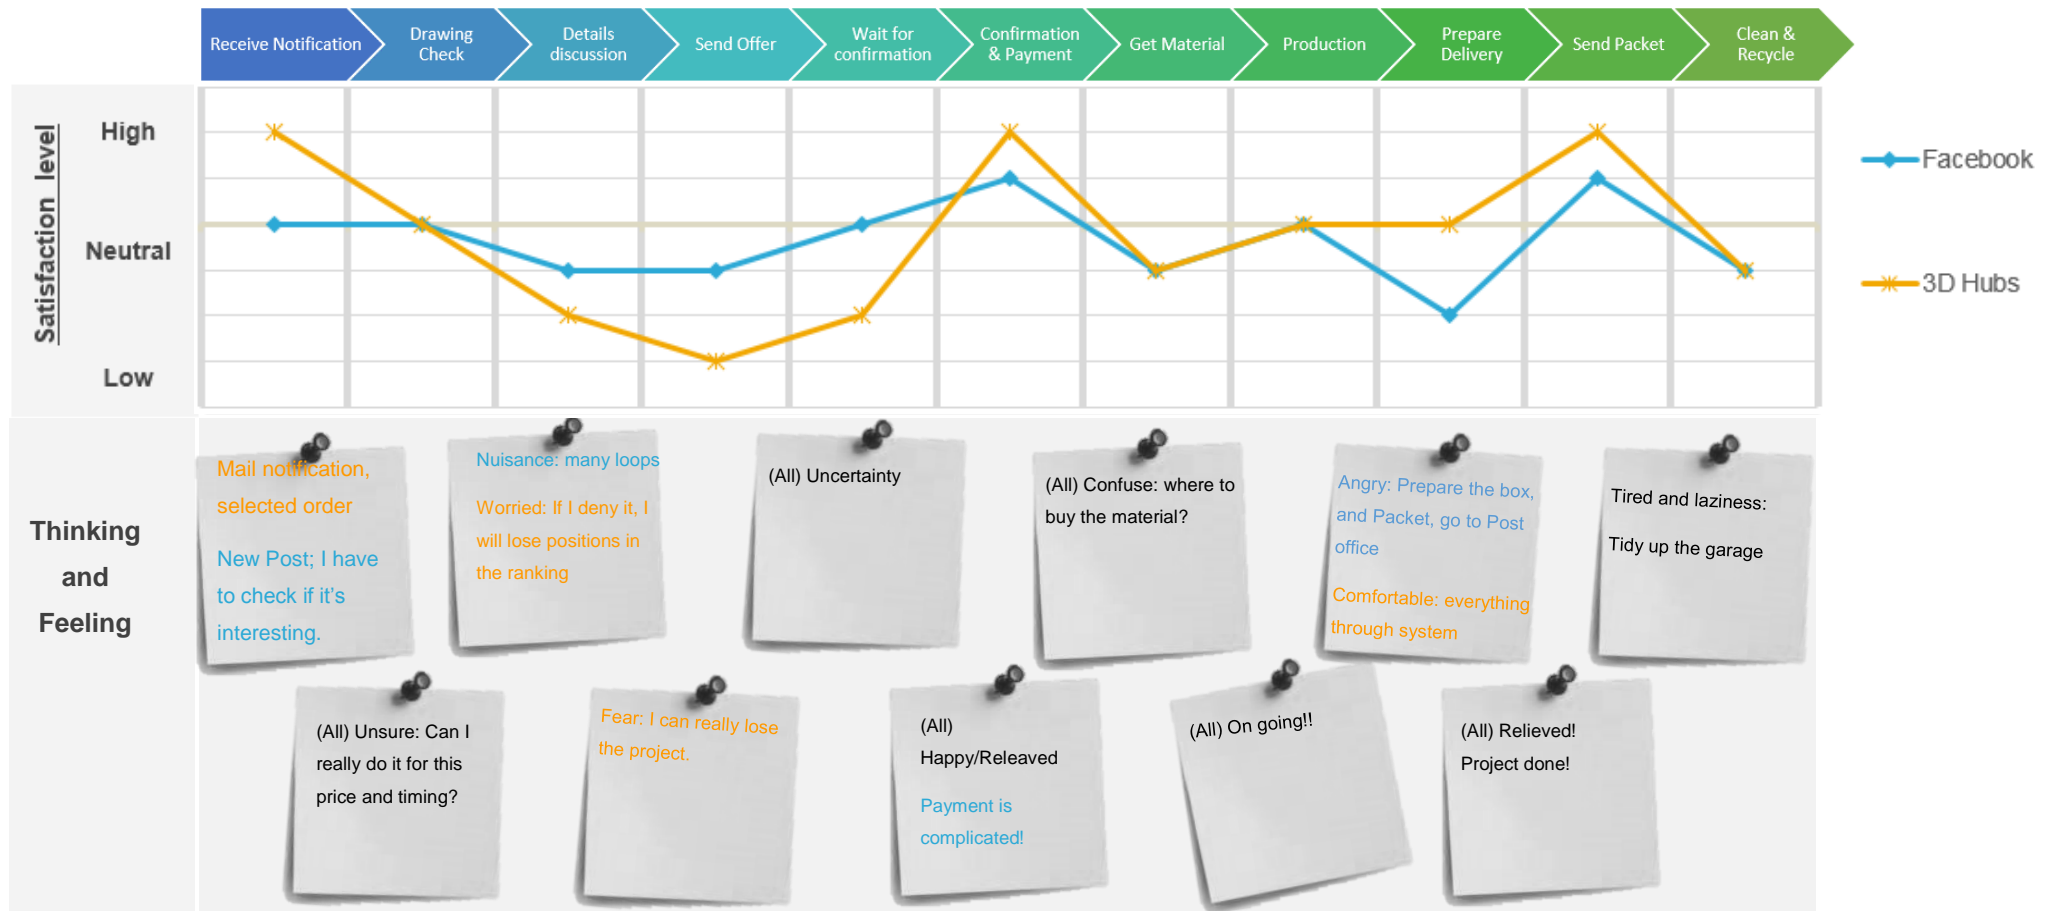 Receive Notification
Drawing
Check
Details
discussion
Send Offer
Wait for
confirmation
Confirmation
& Payment
Get Material
Production
Prepare
Delivery
Send Packet
Clean &
Recycle
Satisfaction level
High
Neutral
Low
Facebook
3D Hubs
Thinking
and
Feeling
Mail notification,
selected order
New Post; I have
to check if it's
interesting.
Nuisance: many loops
Worried: If I deny it, I
will lose positions in
the ranking
(All) Uncertainty
(All) Confuse: where to
buy the material?
Angry: Prepare the box,
and Packet, go to Post
office
Comfortable: everything
through system
Tired and laziness:
Tidy up the garage
(All) Unsure: Can I
really do it for this
price and timing?
Fear: I can really lose
the project.
(All)
Happy/Releaved
Payment is
complicated!
(All) On going!!
(All) Relieved!
Project done!